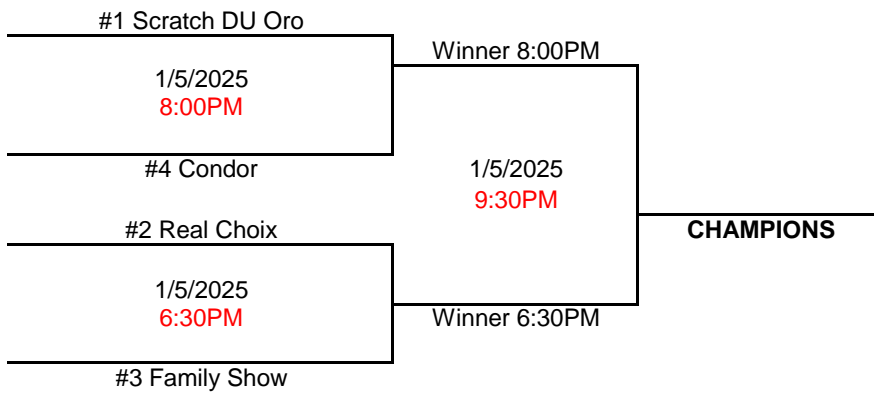 #1 Scratch DU Oro
Winner 8:00PM
1/5/2025
8:00PM
#4 Condor
1/5/2025
9:30PM
#2 Real Choix
CHAMPIONS
1/5/2025
6:30PM
Winner 6:30PM
#3 Family Show